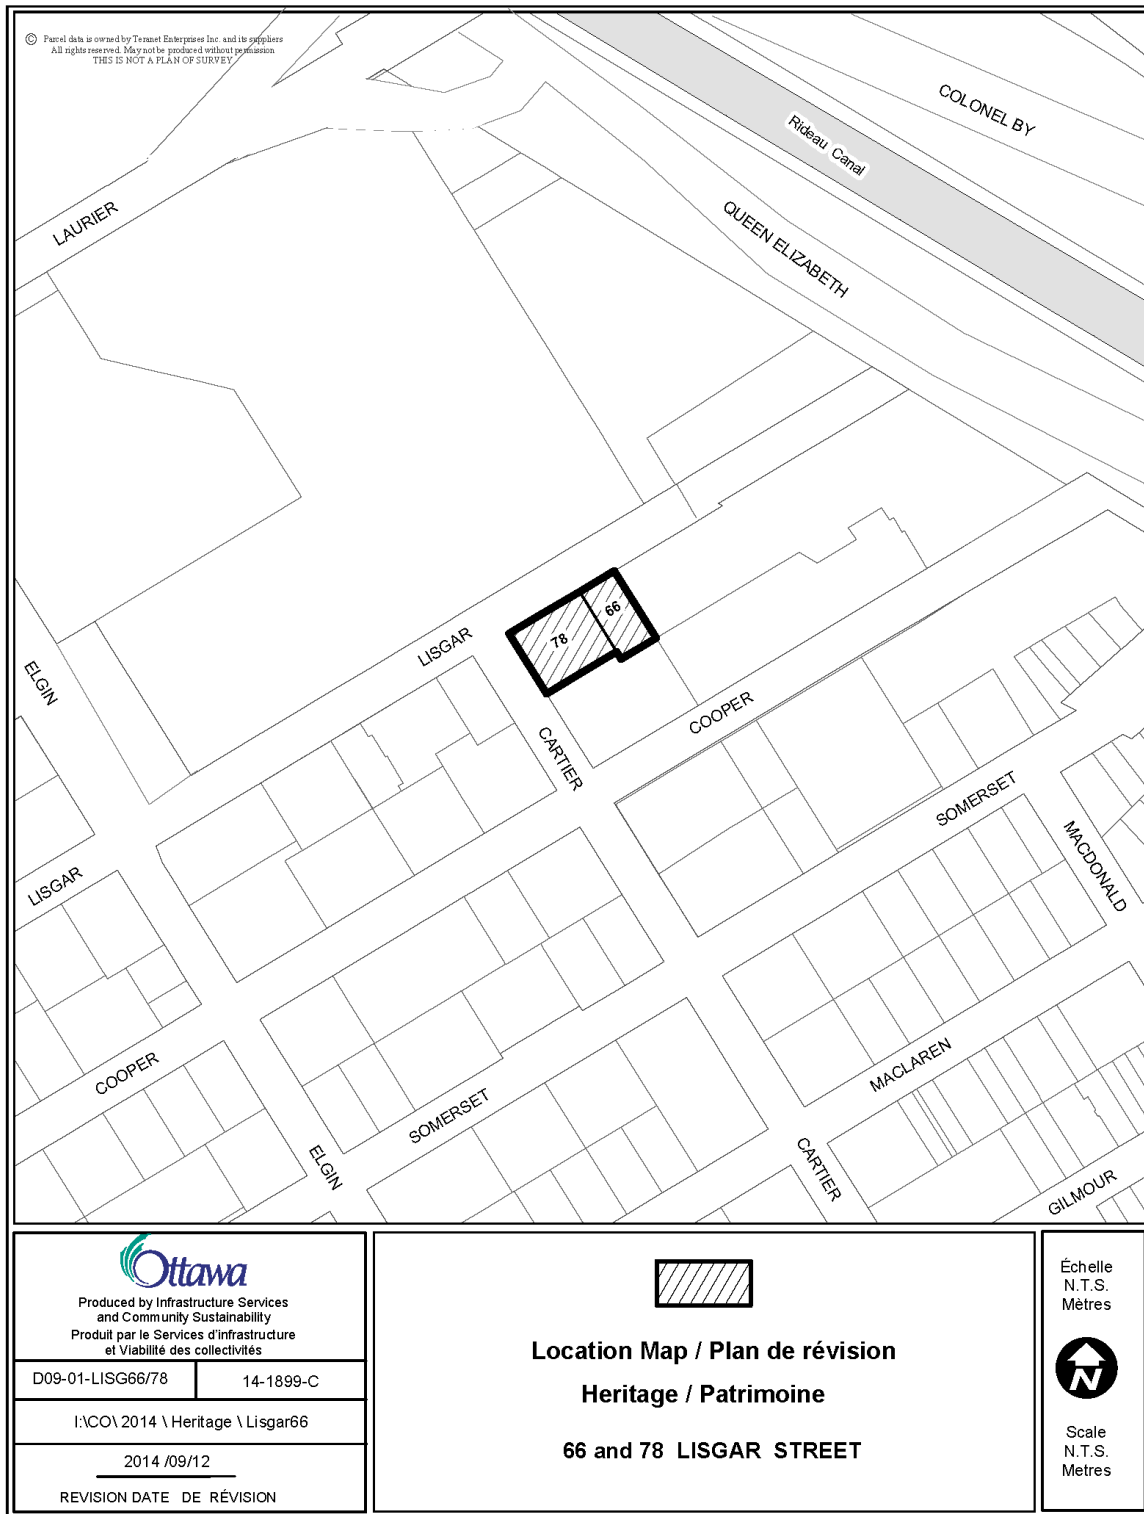 © Parcel data is owned by Teranet Enterprises Inc. and its suppliers
All rights reserved. May not be produced without permission
THIS IS NOT A PLAN OF SURVEY
COLONEL BY
Rideau Canal
LAURIER
QUEEN ELIZABETH
66
78
LISGAR
ELGIN
COOPER
CARTIER
SOMERSET
MACDONALD
LISGAR
MACLAREN
COOPER
SOMERSET
ELGIN
CARTIER
GILMOUR
Ottawa
Produced by Infrastructure Services
and Community Sustainability
Produit par le Services d'infrastructure
et Viabilité des collectivités
D09-01-LISG66/78
14-1899-C
I:\CO\ 2014 \ Heritage \ Lisgar66
2014 /09/12
REVISION DATE DE RÉVISION
Location Map / Plan de révision
Heritage / Patrimoine
66 and 78 LISGAR STREET
Échelle
N.T.S.
Mètres
N
Scale
N.T.S.
Metres